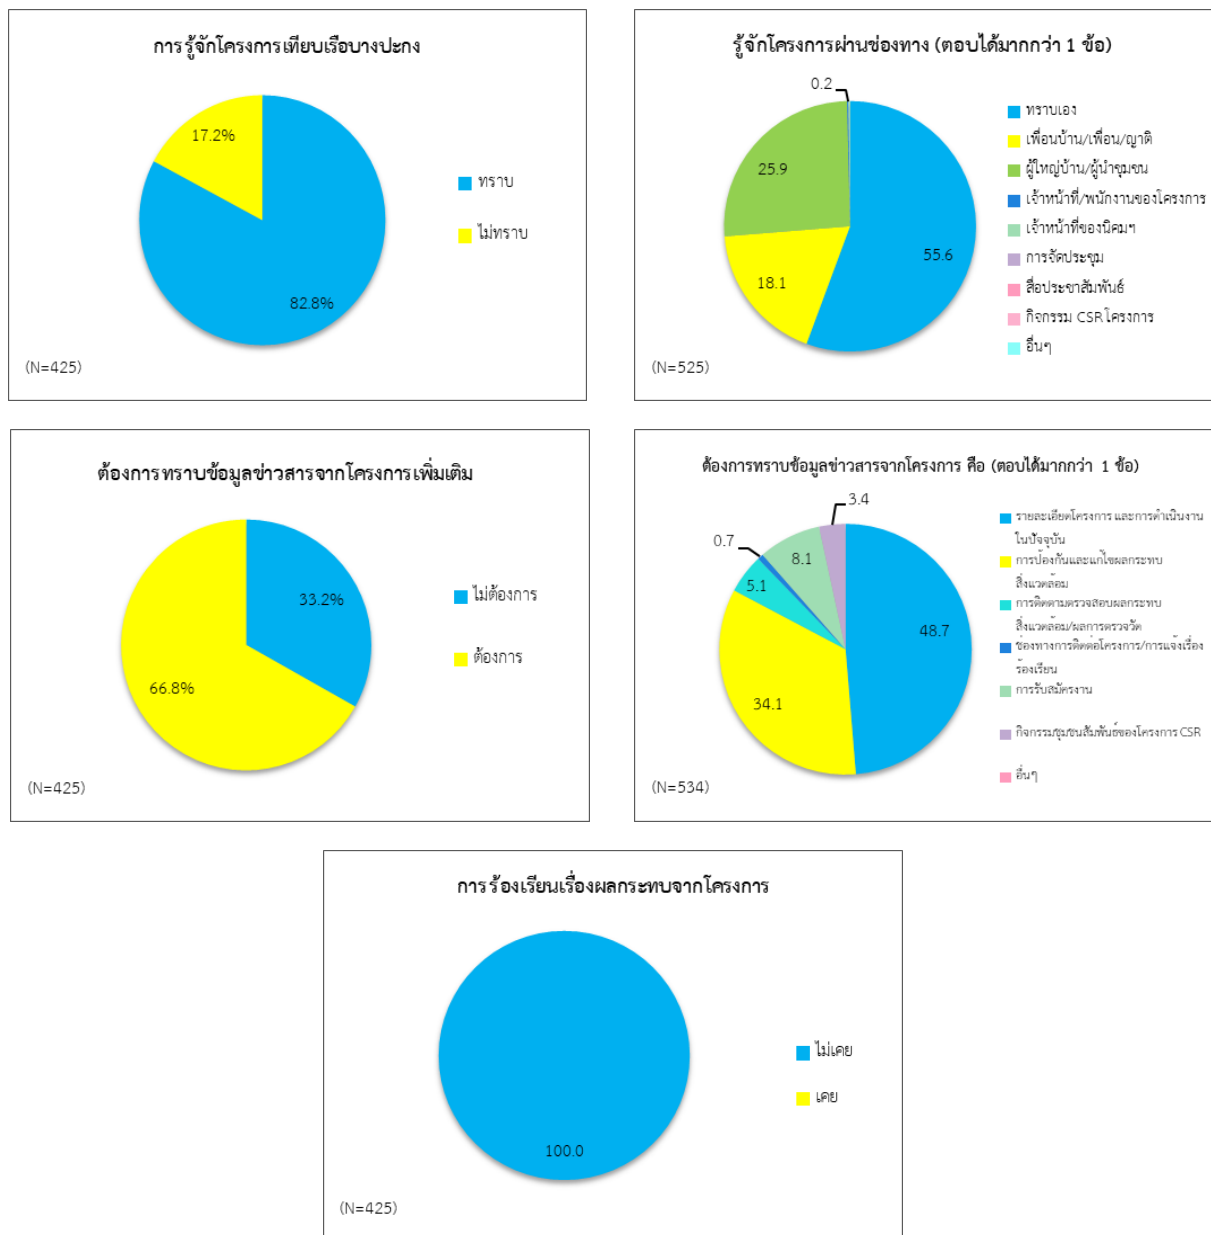 การรู้จักโครงการเทียบเรือบางปะกง
17.2%
82.8%
ทราบ
ไม่ทราบ
(N=425)
รู้จักโครงการผ่านช่องทาง (ตอบได้มากกว่า 1 ข้อ)
0.2
25.9
18.1
55.6
ทราบเอง
เพื่อนบ้าน/เพื่อน/ญาติ
ผู้ใหญ่บ้าน/ผู้นำชุมชน
เจ้าหน้าที่/พนักงานของโครงการ
เจ้าหน้าที่ของนิคมฯ
การจัดประชุม
สื่อประชาสัมพันธ์
กิจกรรม CSR โครงการ
อื่นๆ
(N=525)
ต้องการทราบข้อมูลข่าวสารจากโครงการเพิ่มเติม
33.2%
66.8%
ไม่ต้องการ
ต้องการ
(N=425)
ต้องการทราบข้อมูลข่าวสารจากโครงการ คือ (ตอบได้มากกว่า 1 ข้อ)
3.4
0.7
8.1
5.1
48.7
34.1
รายละเอียดโครงการ และการดำเนินงาน
ในปัจจุบัน
การป้องกันและแก้ไขผลกระทบ
สิ่งแวดล้อม
การติดตามตรวจสอบผลกระทบ
สิ่งแวดล้อม/ผลการตรวจวัด
ช่องทางการติดต่อโครงการ/การแจ้งเรื่อง
ร้องเรียน
การรับสมัครงาน
กิจกรรมชุมชนสัมพันธ์ของโครงการ CSR
อื่นๆ
(N=534)
การร้องเรียนเรื่องผลกระทบจากโครงการ
100.0
ไม่เคย
เคย
(N=425)